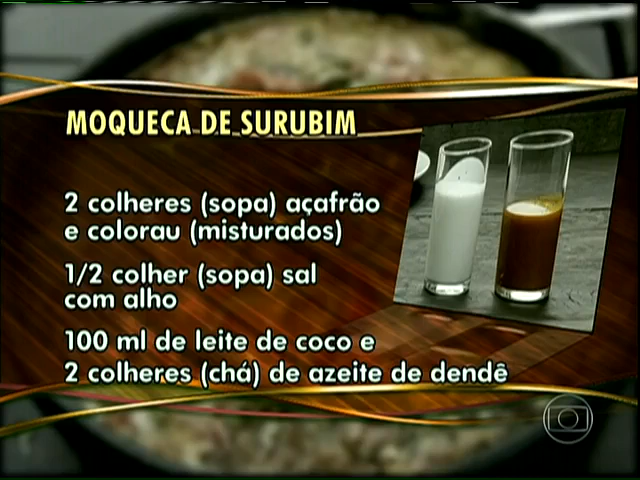 MOQUECA DE SURUBIM
2 colheres (sopa) açafrão
e colorau (misturados)
1/2 colher (sopa) sal
com alho
100 ml de leite de coco e
2 colheres (chá) de azeite de dendê